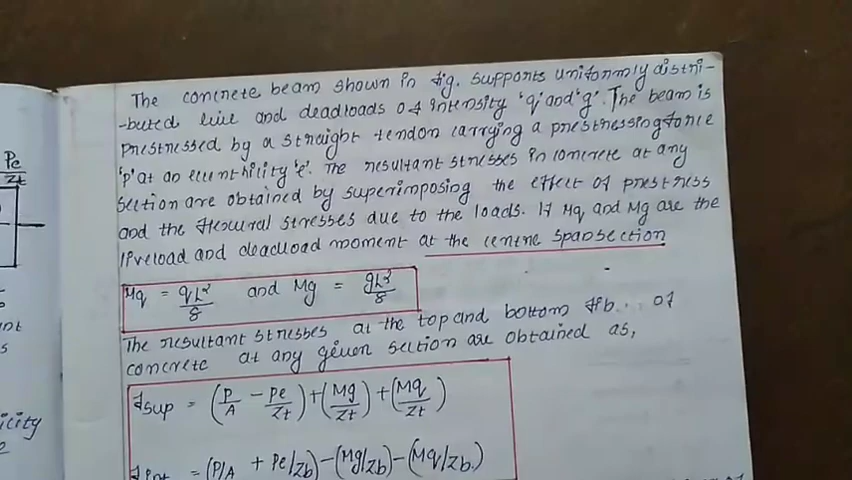 Pe
Zt
nt
s
icity
e
The concrete beam shown in fig. supports uniformly distri-
-buted live and deadloads of intensity 'q' and 'g'. The beam is
prestressed by a straight tendon carrying a prestressing force
'p' at an eccenthility 'e'. The resultant stresses in concrete at any
section are obtained by superimposing the effect of prestress
and the flexural stresses due to the loads. If Mq and Mg are the
liveload and deadload moment at the centre span section
Mq = qL²/8 and Mg = gL²/8
The resultant stresses at the top and bottom fib... of
concrete at any given section are obtained as,
fsup = (P/A - Pe/Zt) + (Mg/Zt) + (Mq/Zt)
= (P/A + Pe/Zb) - (Mg/Zb) - (Mq/Zb)